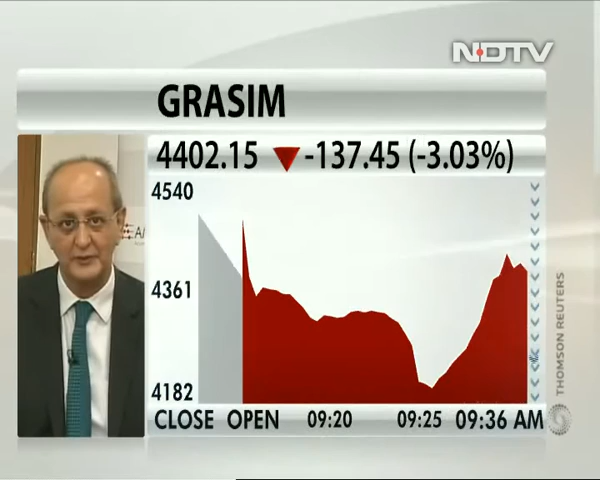 NDTV
GRASIM
4402.15 ▼ -137.45 (-3.03%)
4540
4361
4182
CLOSE OPEN 09:20 09:25 09:36 AM
THOMSON REUTERS